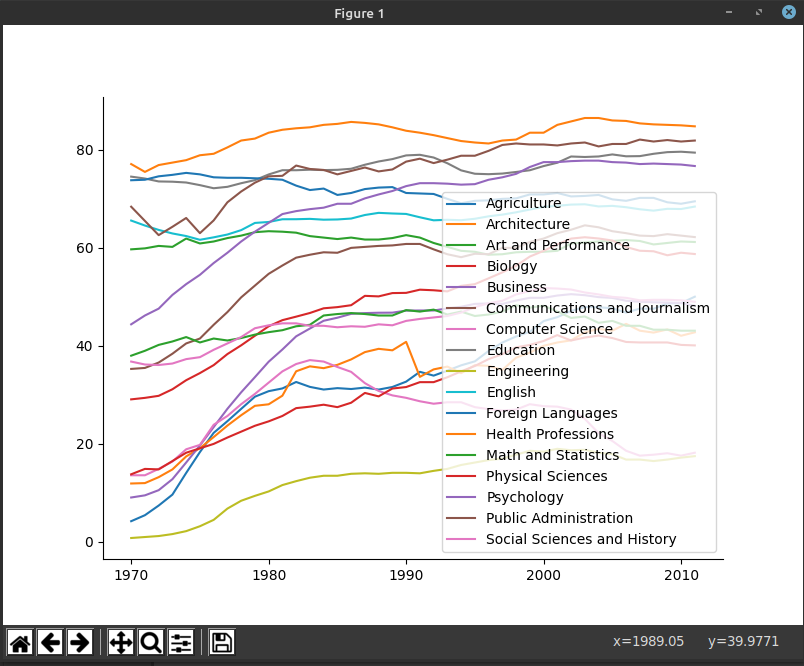 Figure 1
80
60
40
20
0
1970
1980
1990
2000
2010
Agriculture
Architecture
Art and Performance
Biology
Business
Communications and Journalism
Computer Science
Education
Engineering
English
Foreign Languages
Health Professions
Math and Statistics
Physical Sciences
Psychology
Public Administration
Social Sciences and History
x=1989.05 y=39.9771